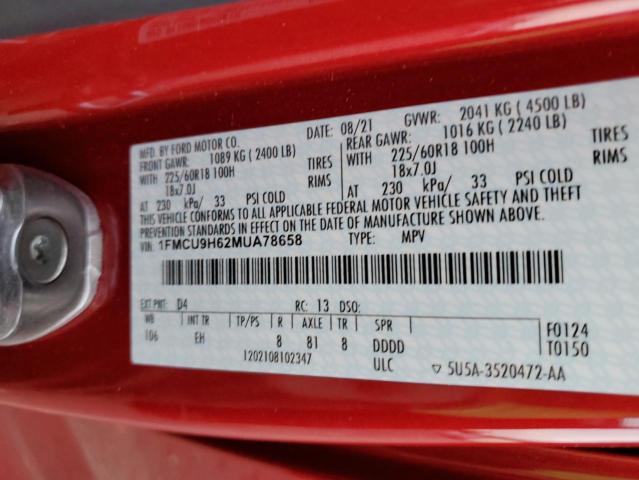 MFD. BY FORD MOTOR CO. DATE: 08/21 GVWR: 2041 KG ( 4500 LB)
FRONT GAWR: 1089 KG ( 2400 LB) REAR GAWR: 1016 KG ( 2240 LB)
WITH 225/60R18 100H TIRES WITH 225/60R18 100H TIRES
18x7.0J RIMS 18x7.0J RIMS
AT 230 kPa/ 33 PSI COLD AT 230 kPa/ 33 PSI COLD
THIS VEHICLE CONFORMS TO ALL APPLICABLE FEDERAL MOTOR VEHICLE SAFETY AND THEFT
PREVENTION STANDARDS IN EFFECT ON THE DATE OF MANUFACTURE SHOWN ABOVE.
VIN: 1FMCU9H62MUA78658 TYPE: MPV
EXT PNT: D4 RC: 13 DSO:
WB INT TR TP/PS R AXLE TR SPR F0124
106 EH 8 81 8 DDDD T0150
1202108102347 ULC ▽ 5U5A-3520472-AA